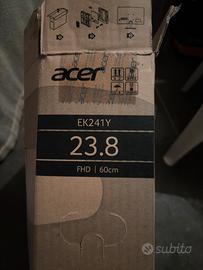 acer
EK241Y
23.8
FHD | 60cm
subito